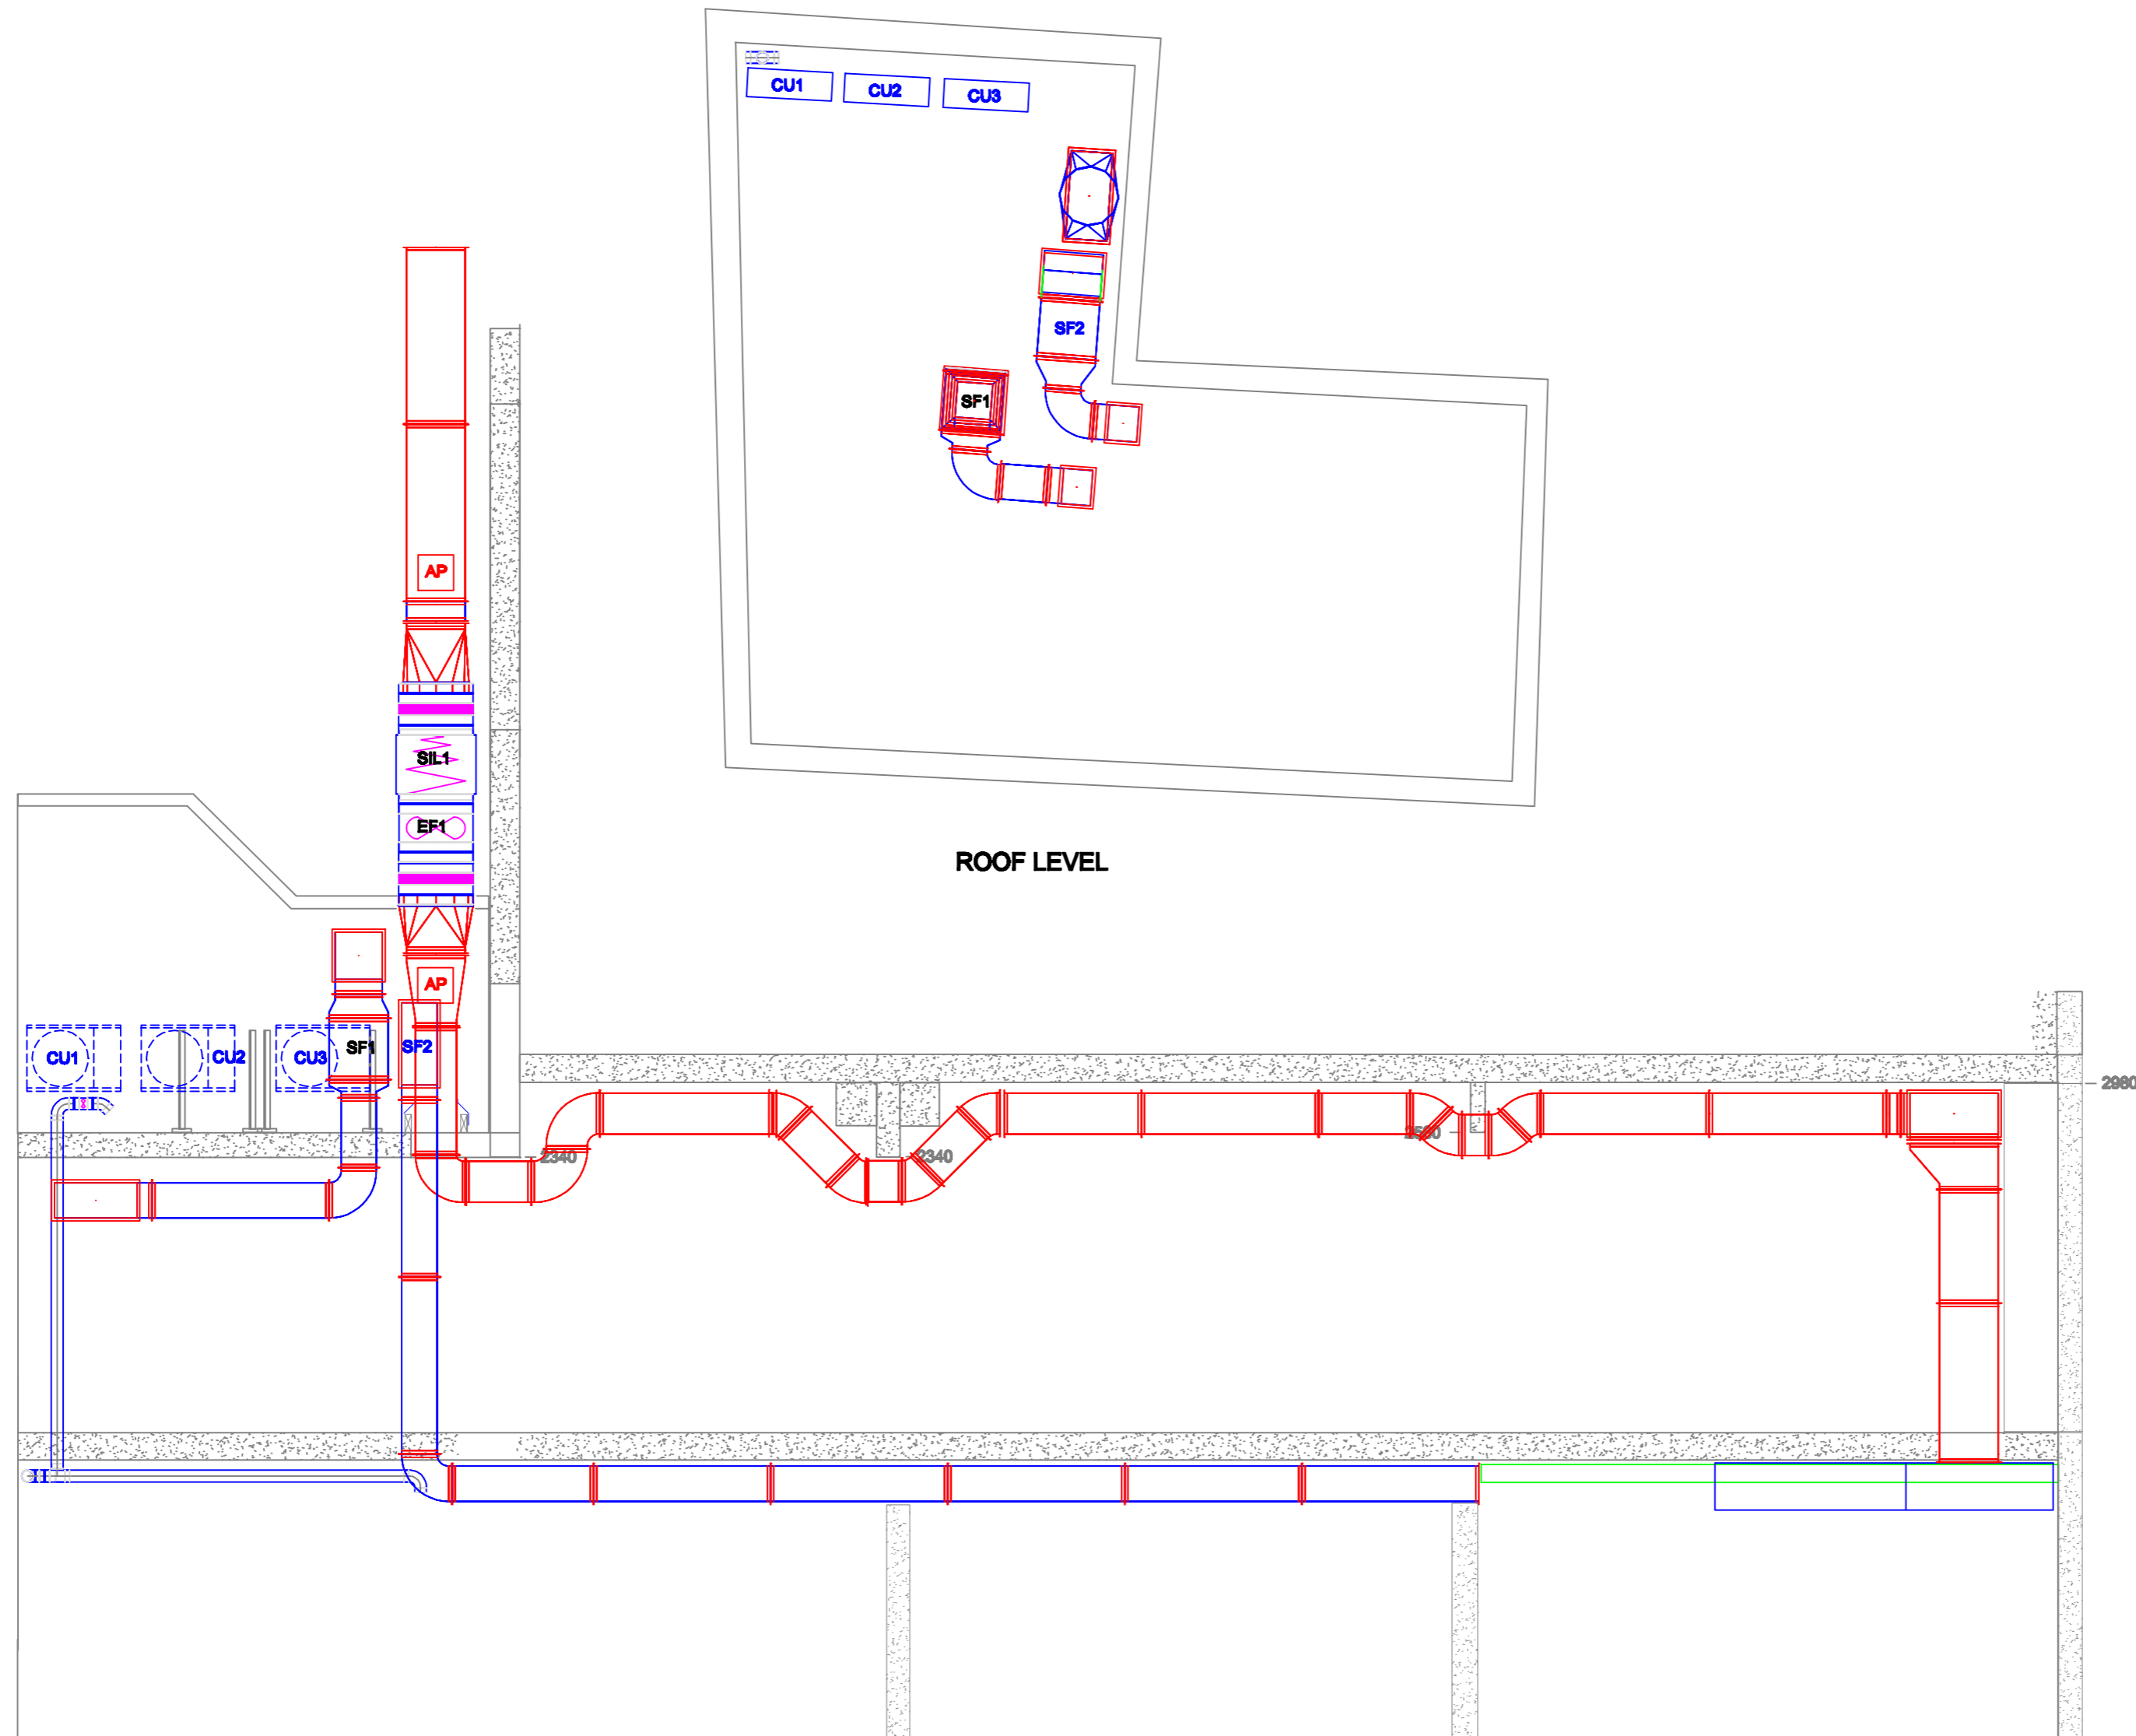 CU1 CU2 CU3
SF2
SF1
AP
SIL1
EF1
ROOF LEVEL
AP
CU1 CU2 CU3 SF1 SF2
2980
2340
2340